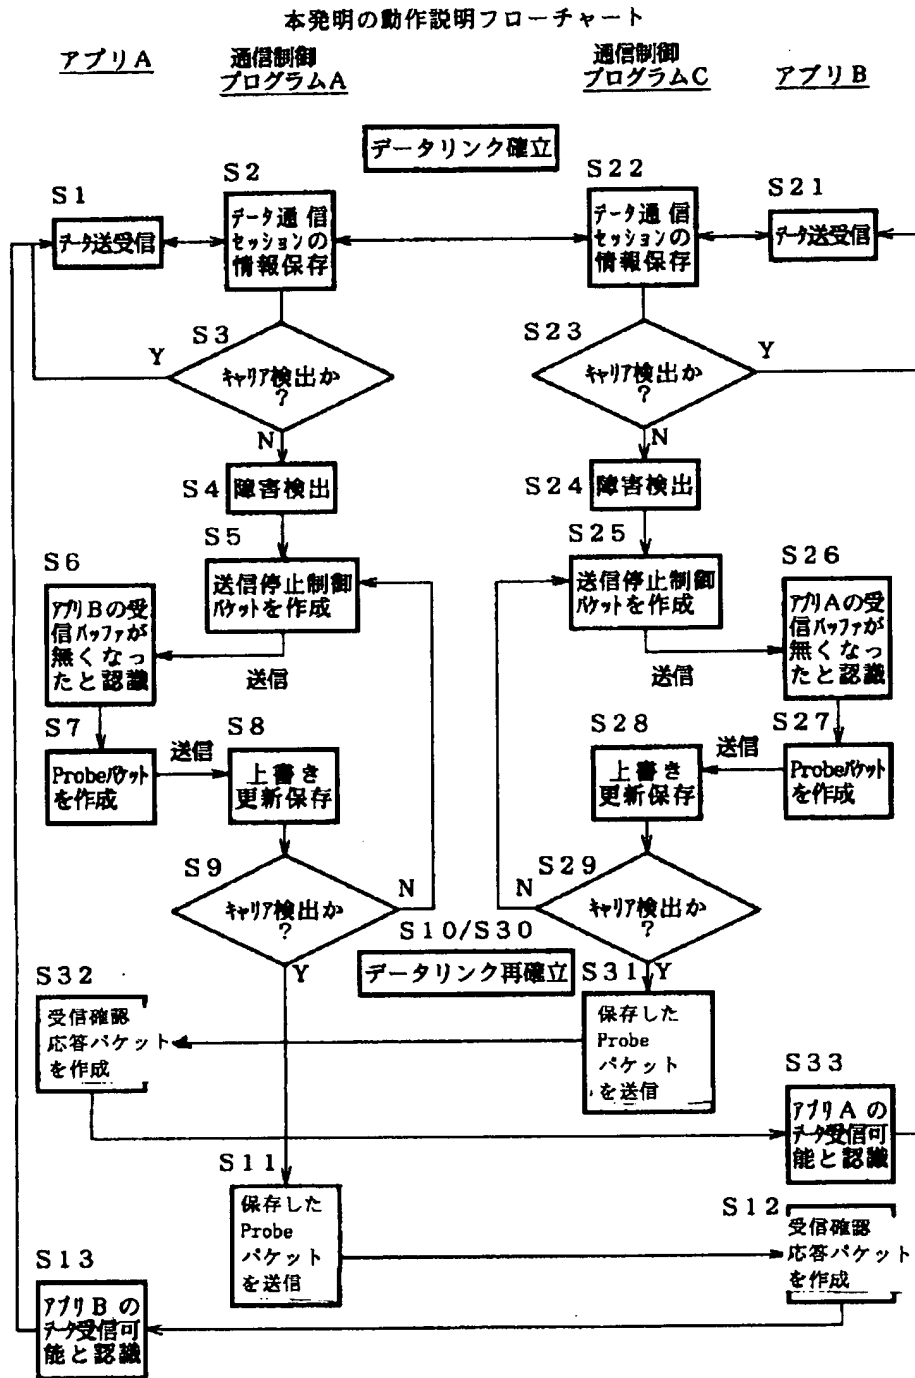 本発明の動作説明フローチャート
アプリA
通信制御
プログラムA
通信制御
プログラムC
アプリB
データリンク確立
S1
データ送受信
S2
データ通信
セッションの
情報保存
S22
データ通信
セッションの
情報保存
S21
データ送受信
S3
Y
キャリア検出か
?
N
S23
Y
キャリア検出か
?
N
S4
障害検出
S24
障害検出
S5
送信停止制御
パケットを作成
送信
S25
送信停止制御
パケットを作成
送信
S6
アプリBの受
信バッファが
無くなっ
たと認識
S26
アプリAの受
信バッファが
無くなっ
たと認識
S7
Probeパケット
を作成
送信
S8
上書き
更新保存
S28
上書き
更新保存
送信
S27
Probeパケット
を作成
S9
キャリア検出か
?
N
Y
S29
N
キャリア検出か
?
Y
S10/S30
データリンク再確立
S31
保存した
Probe
パケット
を送信
S32
受信確認
応答パケット
を作成
S33
アプリAの
データ受信可
能と認識
S11
保存した
Probe
パケット
を送信
S12
受信確認
応答パケット
を作成
S13
アプリBの
データ受信可
能と認識